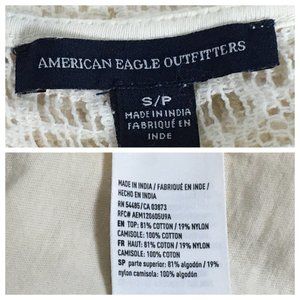 AMERICAN EAGLE OUTFITTERS
S/P
MADE IN INDIA
FABRIQUÉ EN
INDE
MADE IN INDIA / FABRIQUÉ EN INDE /
HECHO EN INDIA
RN 54485/CA 03873
RFC# AEM120605U9A
EN TOP: 81% COTTON / 19% NYLON
CAMISOLE: 100% COTTON
FR HAUT: 81% COTON / 19% NYLON
CAMISOLE: 100% COTON
SP parte superior: 81% algodón / 19%
nylon camisola: 100% algodón